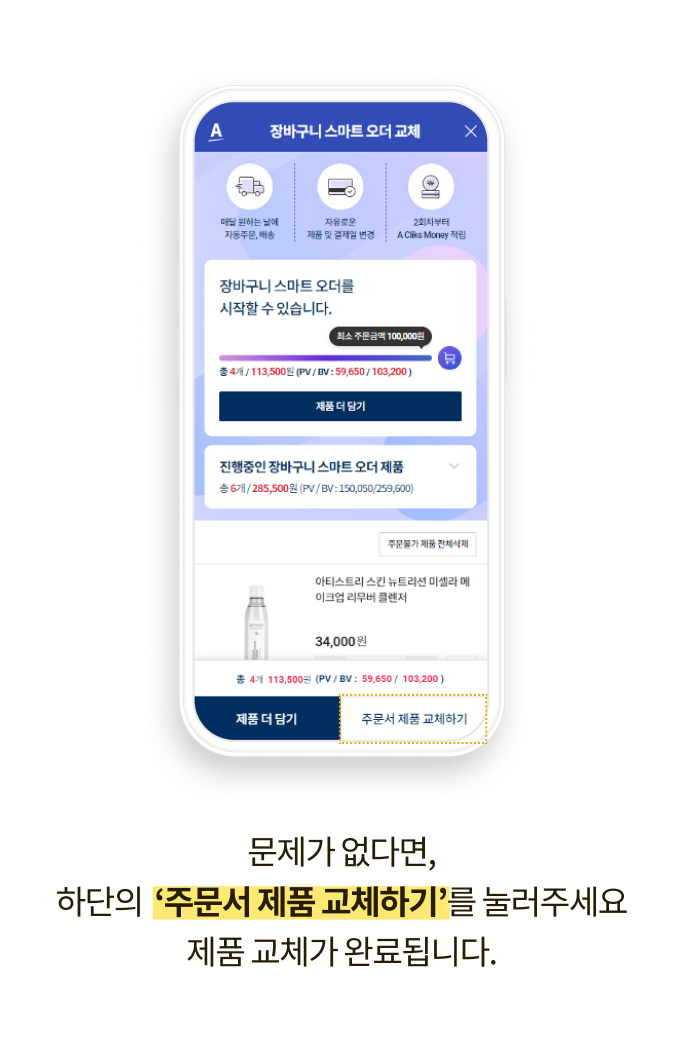 A 장바구니 스마트 오더 교체
매달 원하는 날에
자동주문, 배송
자유로운
제품 및 결제일 변경
₩
2회차부터
A Cliks Money 적립
장바구니 스마트 오더를
시작할 수 있습니다.
최소 주문금액 100,000원
총 4개 / 113,500원 (PV / BV : 59,650 / 103,200 )
제품 더 담기
진행중인 장바구니 스마트 오더 제품
총 6개 / 285,500원 (PV / BV : 150,050/259,600)
주문불가 제품 전체삭제
아티스트리 스킨 뉴트리션 미셀라 메
이크업 리무버 클렌저
34,000원
총 4개 113,500원 (PV / BV : 59,650 / 103,200 )
제품 더 담기
주문서 제품 교체하기
문제가 없다면,
하단의 ‘주문서 제품 교체하기’를 눌러주세요
제품 교체가 완료됩니다.